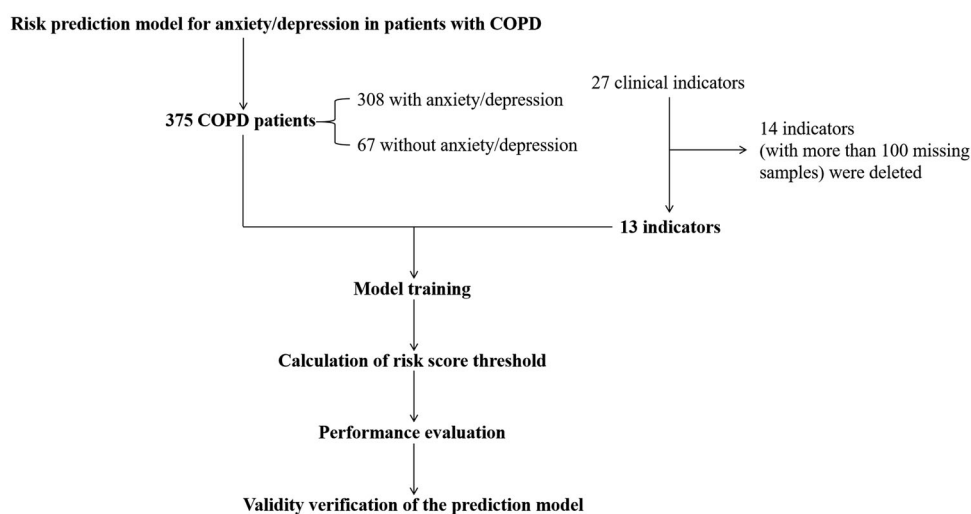 Risk prediction model for anxiety/depression in patients with COPD
27 clinical indicators
308 with anxiety/depression
375 COPD patients
67 without anxiety/depression
14 indicators
(with more than 100 missing
samples) were deleted
13 indicators
Model training
Calculation of risk score threshold
Performance evaluation
Validity verification of the prediction model